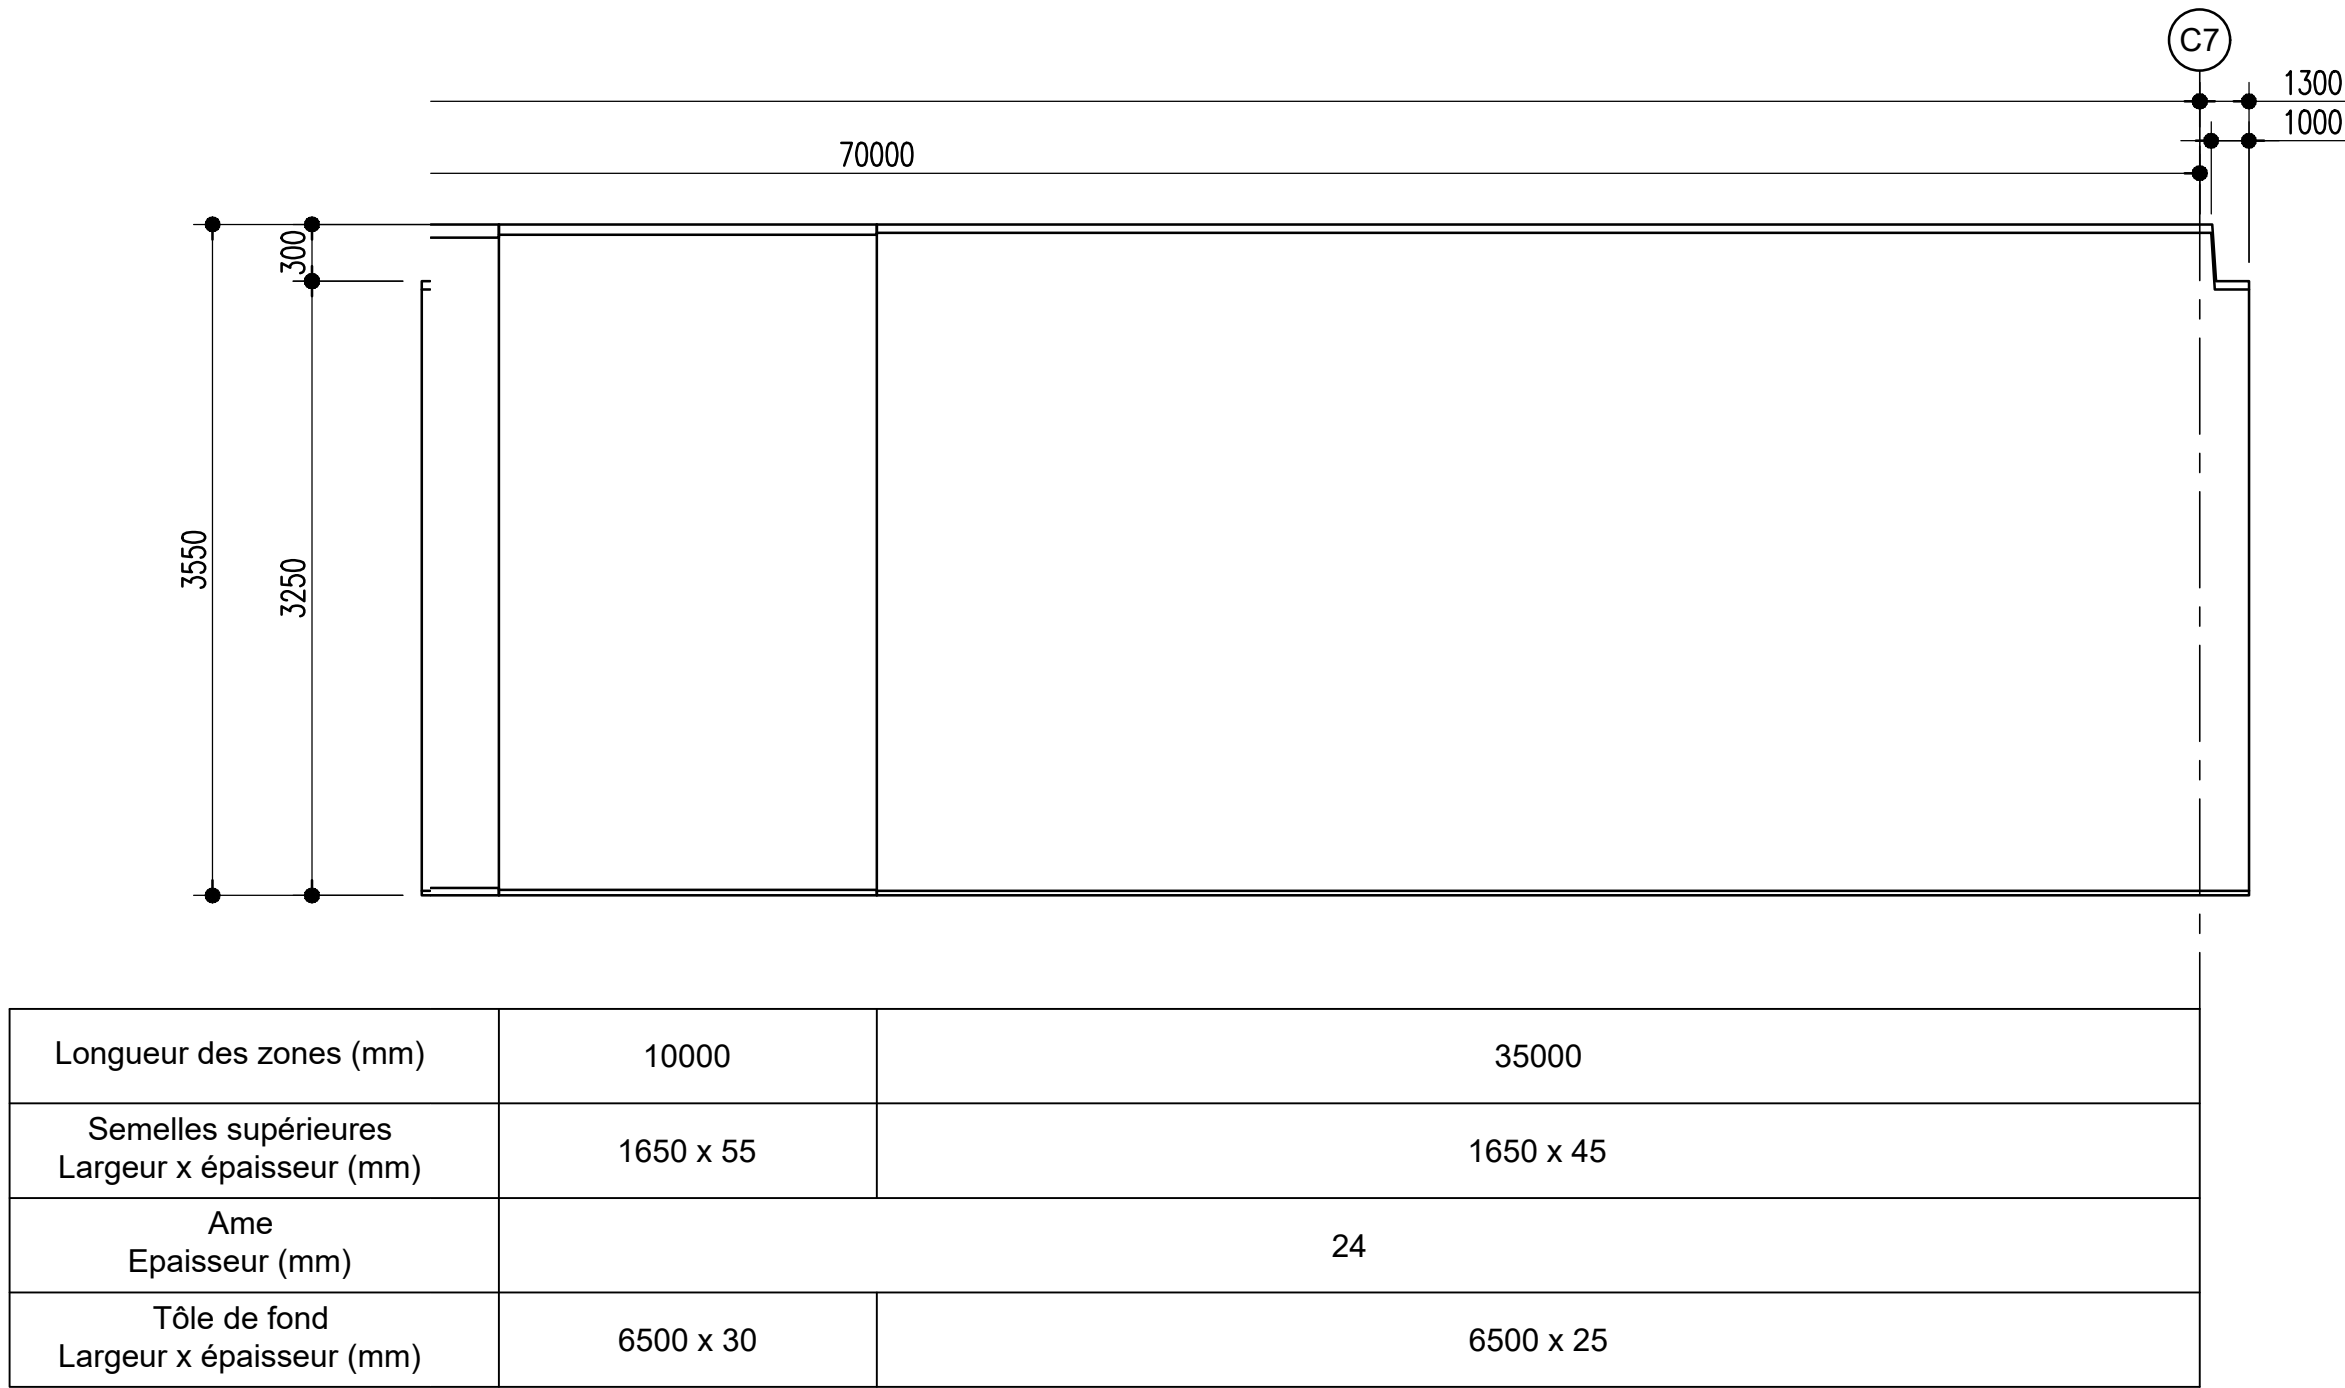 C7
1300
1000
70000
300
3550
3250
Longueur des zones (mm)
10000
35000
Semelles supérieures
Largeur x épaisseur (mm)
1650 x 55
1650 x 45
Ame
Epaisseur (mm)
24
Tôle de fond
Largeur x épaisseur (mm)
6500 x 30
6500 x 25